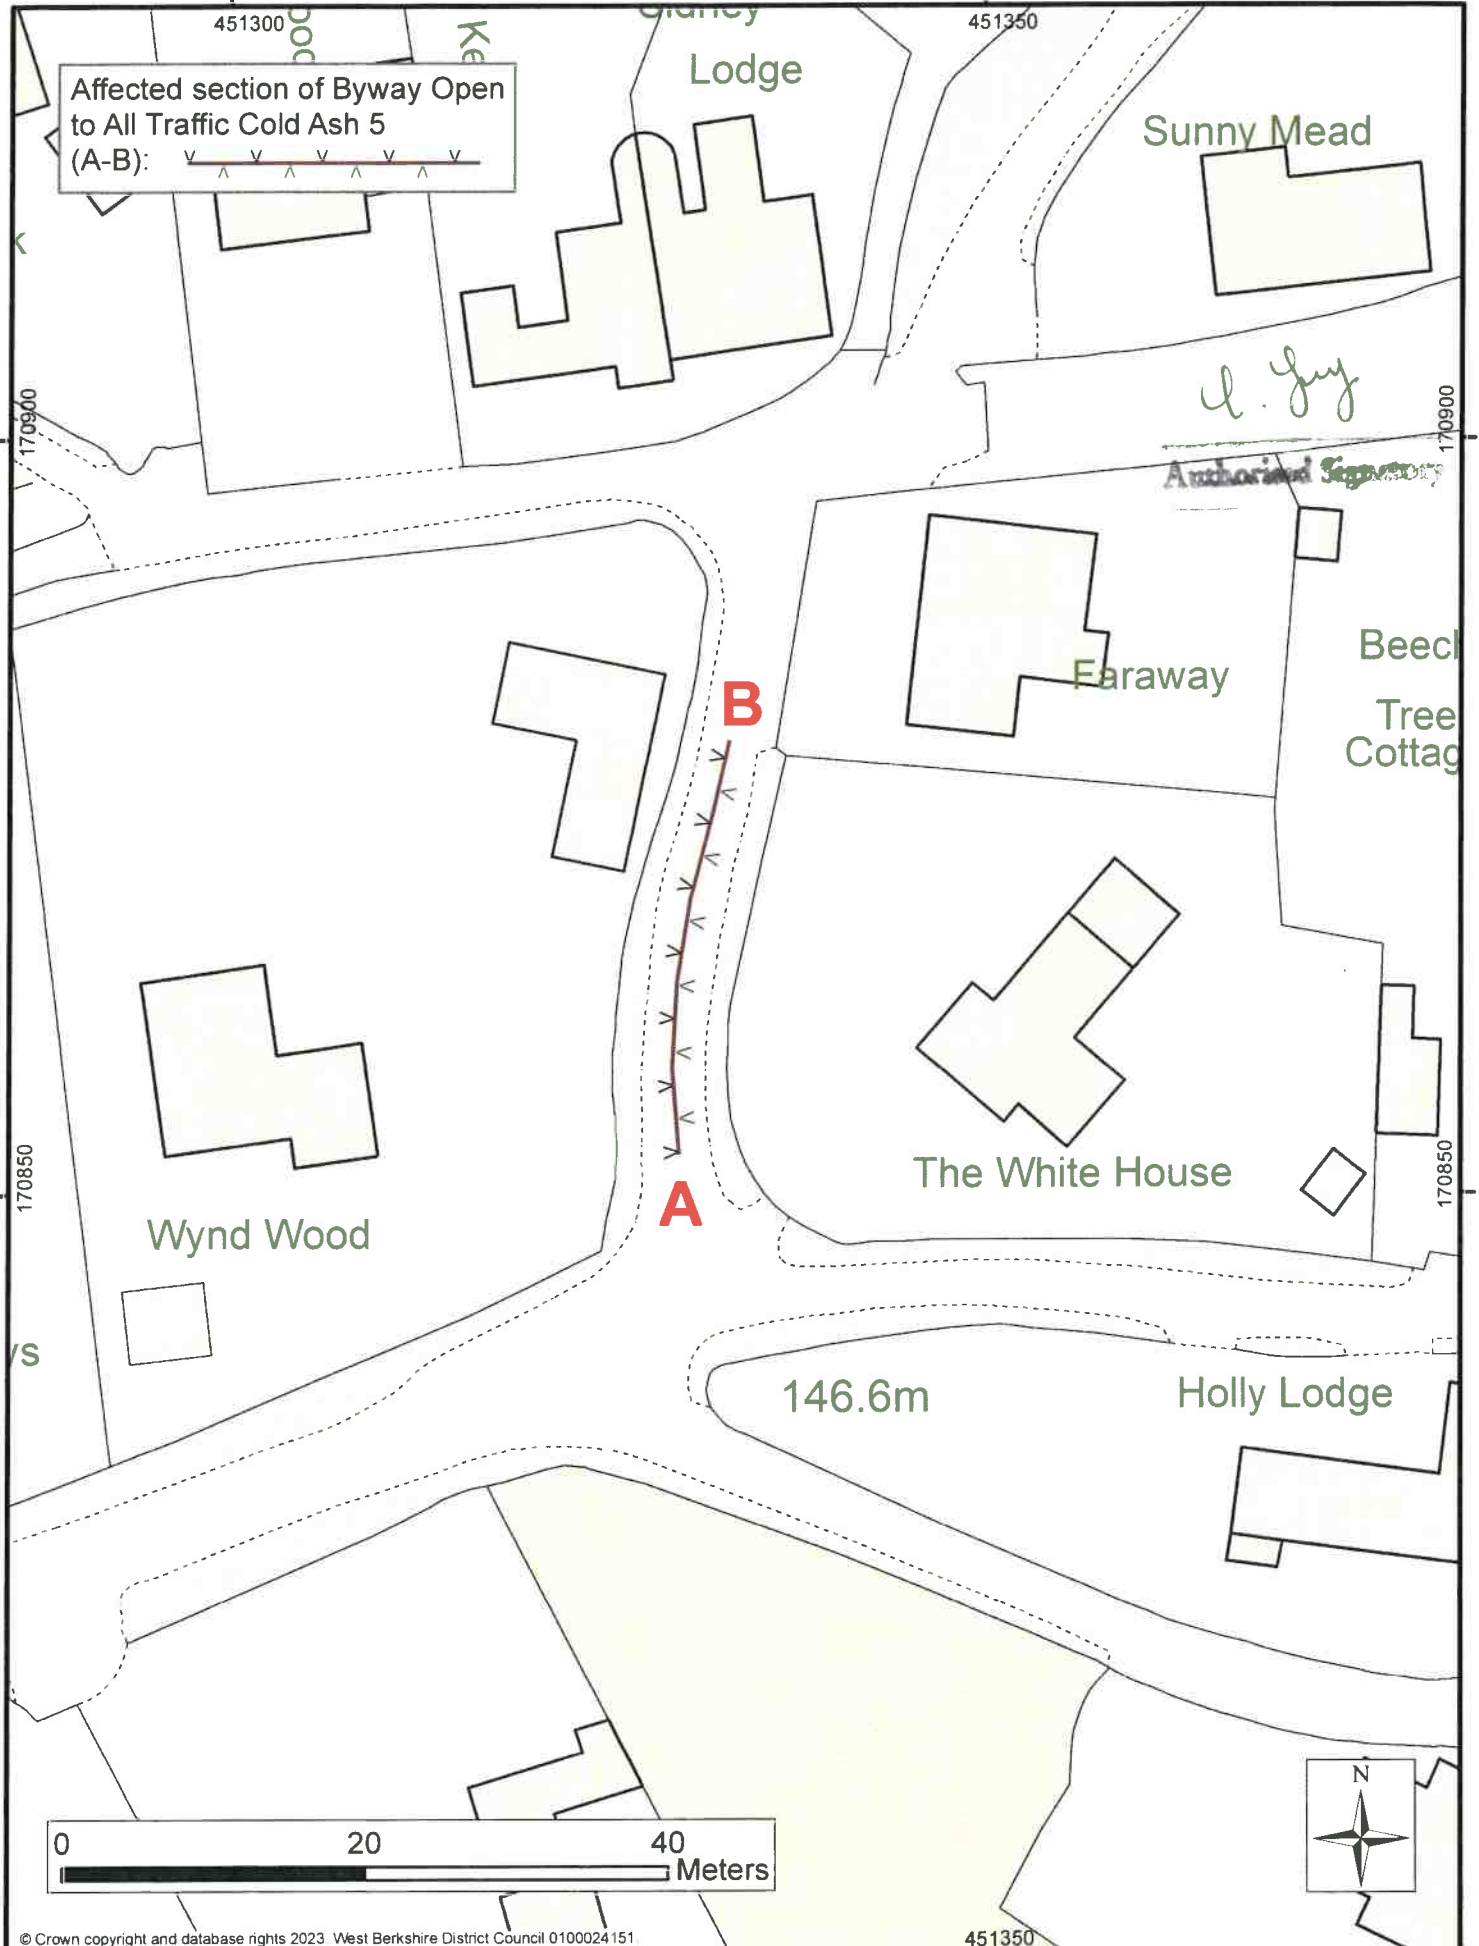 451300
451350
Lodge
Affected section of Byway Open
to All Traffic Cold Ash 5
(A-B):
Sunny Mead
170900
170900
Authorised Signatory
B
Faraway
Beech
Tree
Cottag
170850
170850
The White House
A
Wynd Wood
146.6m
Holly Lodge
N
0 20 40
Meters
451350
© Crown copyright and database rights 2023 West Berkshire District Council 0100024151